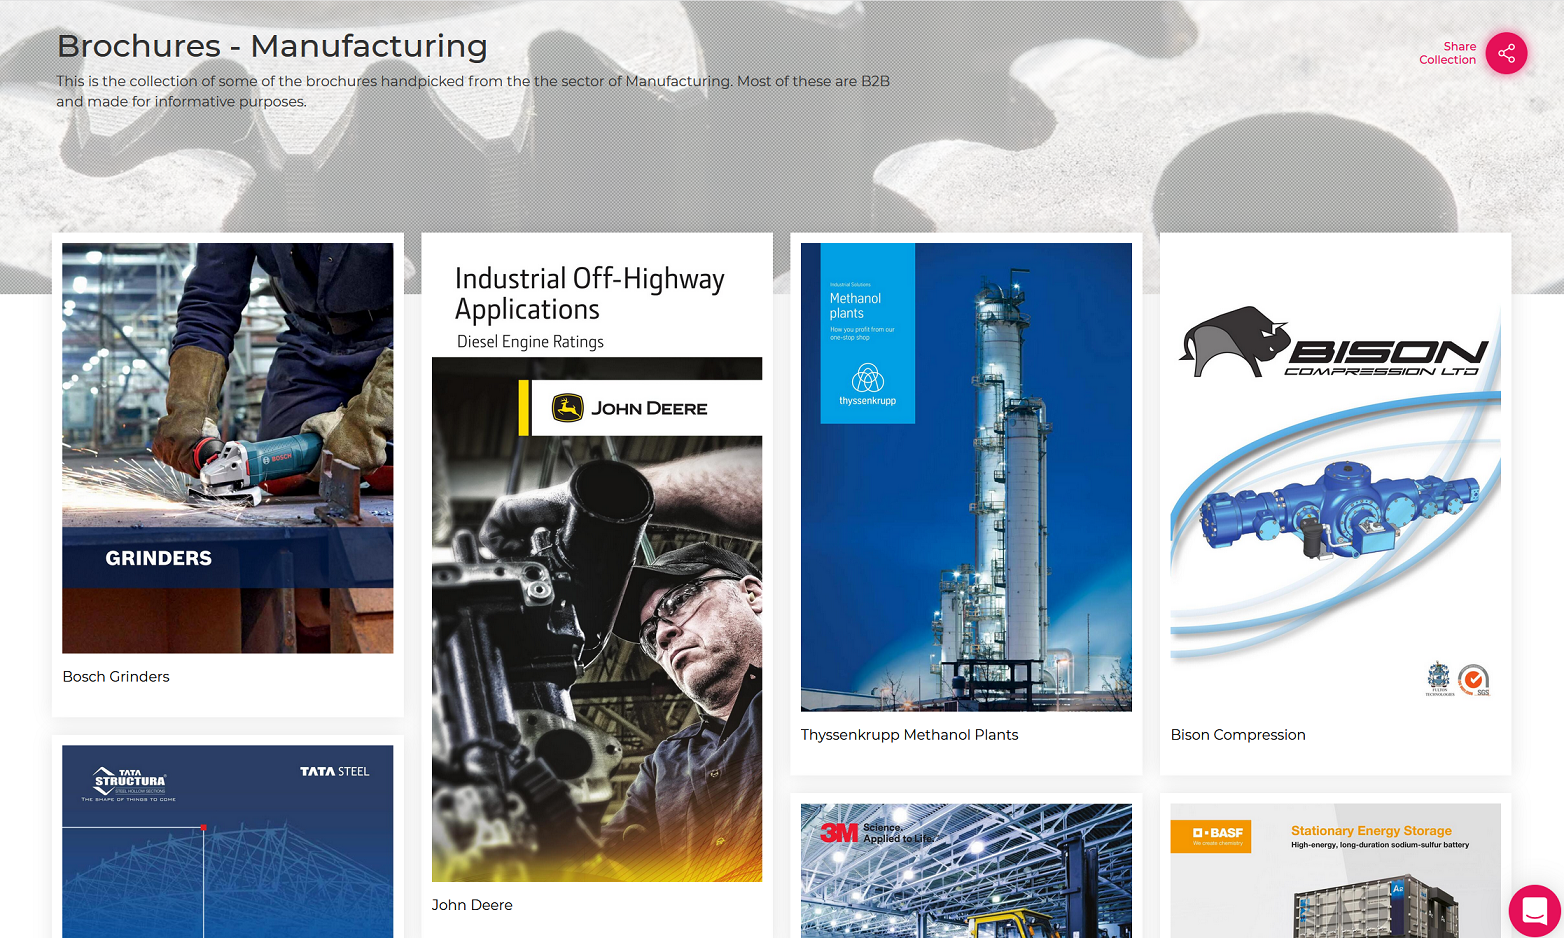 Brochures - Manufacturing
This is the collection of some of the brochures handpicked from the the sector of Manufacturing. Most of these are B2B
and made for informative purposes.
Share
Collection
BOSCH
GRINDERS
Bosch Grinders
Industrial Off-Highway
Applications
Diesel Engine Ratings
JOHN DEERE
John Deere
Industrial Solutions
Methanol
plants
How you profit from our
one-stop shop
thyssenkrupp
Thyssenkrupp Methanol Plants
BISON
COMPRESSION LTD
FULTON
TECHNOLOGIES
SGS
Bison Compression
TATA
STRUCTURA
STEEL HOLLOW SECTIONS
THE SHAPE OF THINGS TO COME
TATA STEEL
3M Science.
Applied to Life.
BASF
We create chemistry
Stationary Energy Storage
High-energy, long-duration sodium-sulfur battery